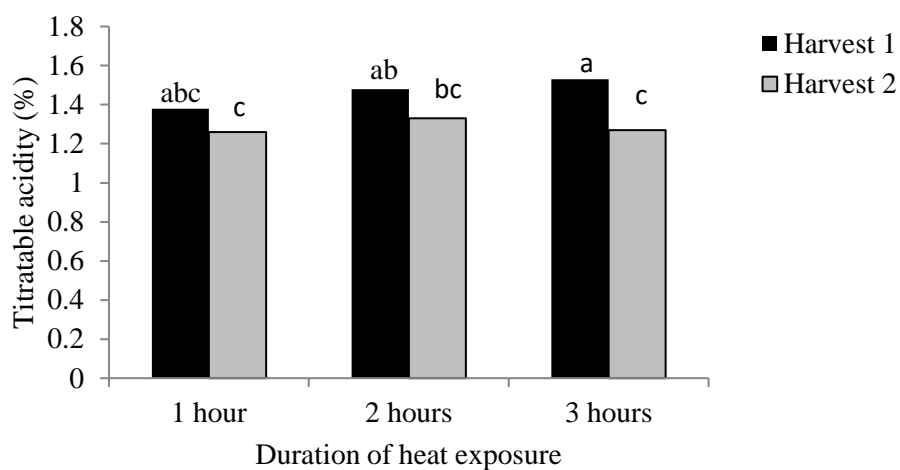 1.8
1.6
1.4
1.2
1
0.8
0.6
0.4
0.2
0
Titratable acidity (%)
abc
c
ab
bc
a
c
1 hour
2 hours
3 hours
Duration of heat exposure
Harvest 1
Harvest 2